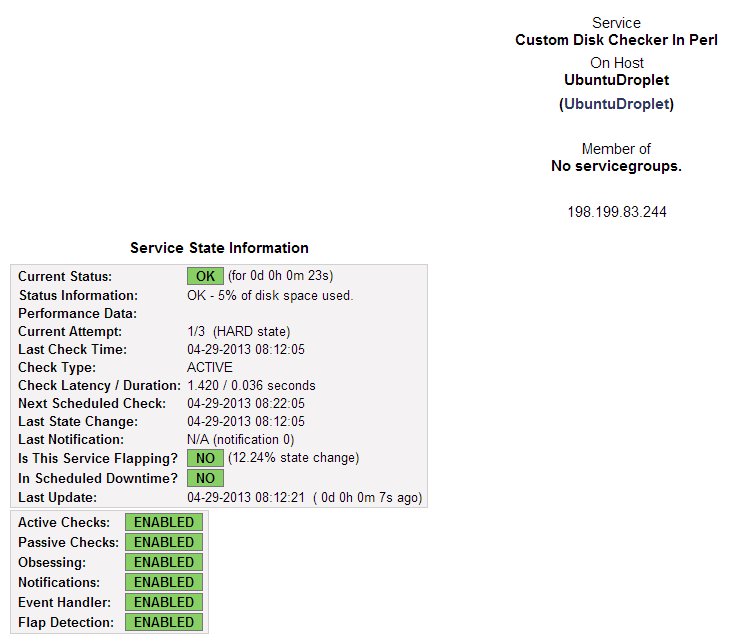 Service
Custom Disk Checker In Perl
On Host
UbuntuDroplet
(UbuntuDroplet)
Member of
No servicegroups.
198.199.83.244
Service State Information
Current Status: OK (for 0d 0h 0m 23s)
Status Information: OK - 5% of disk space used.
Performance Data:
Current Attempt: 1/3 (HARD state)
Last Check Time: 04-29-2013 08:12:05
Check Type: ACTIVE
Check Latency / Duration: 1.420 / 0.036 seconds
Next Scheduled Check: 04-29-2013 08:22:05
Last State Change: 04-29-2013 08:12:05
Last Notification: N/A (notification 0)
Is This Service Flapping? NO (12.24% state change)
In Scheduled Downtime? NO
Last Update: 04-29-2013 08:12:21 ( 0d 0h 0m 7s ago)
Active Checks: ENABLED
Passive Checks: ENABLED
Obsessing: ENABLED
Notifications: ENABLED
Event Handler: ENABLED
Flap Detection: ENABLED